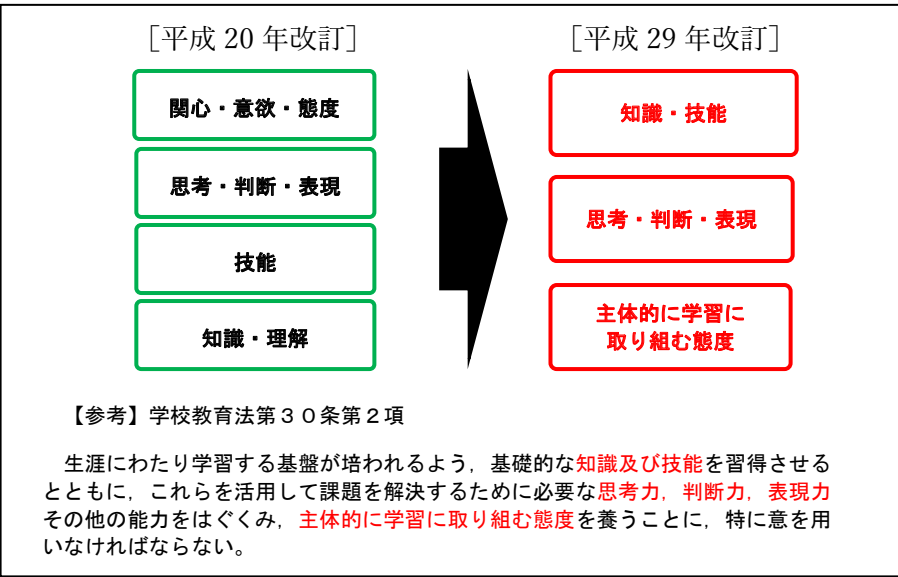 ［平成 20 年改訂］
関心・意欲・態度
思考・判断・表現
技能
知識・理解
［平成 29 年改訂］
知識・技能
思考・判断・表現
主体的に学習に
取り組む態度
【参考】学校教育法第３０条第２項
　生涯にわたり学習する基盤が培われるよう，基礎的な知識及び技能を習得させる
とともに，これらを活用して課題を解決するために必要な思考力，判断力，表現力
その他の能力をはぐくみ，主体的に学習に取り組む態度を養うことに，特に意を用
いなければならない。